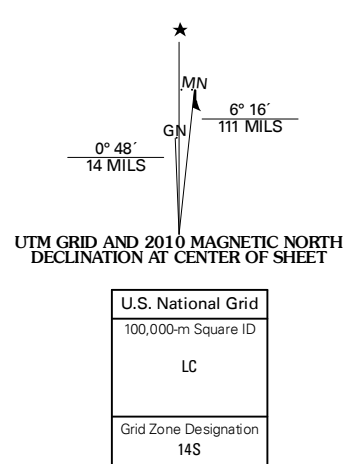 MN
GN
6° 16´
111 MILS
0° 48´
14 MILS
UTM GRID AND 2010 MAGNETIC NORTH
DECLINATION AT CENTER OF SHEET
U.S. National Grid
100,000-m Square ID
LC
Grid Zone Designation
14S